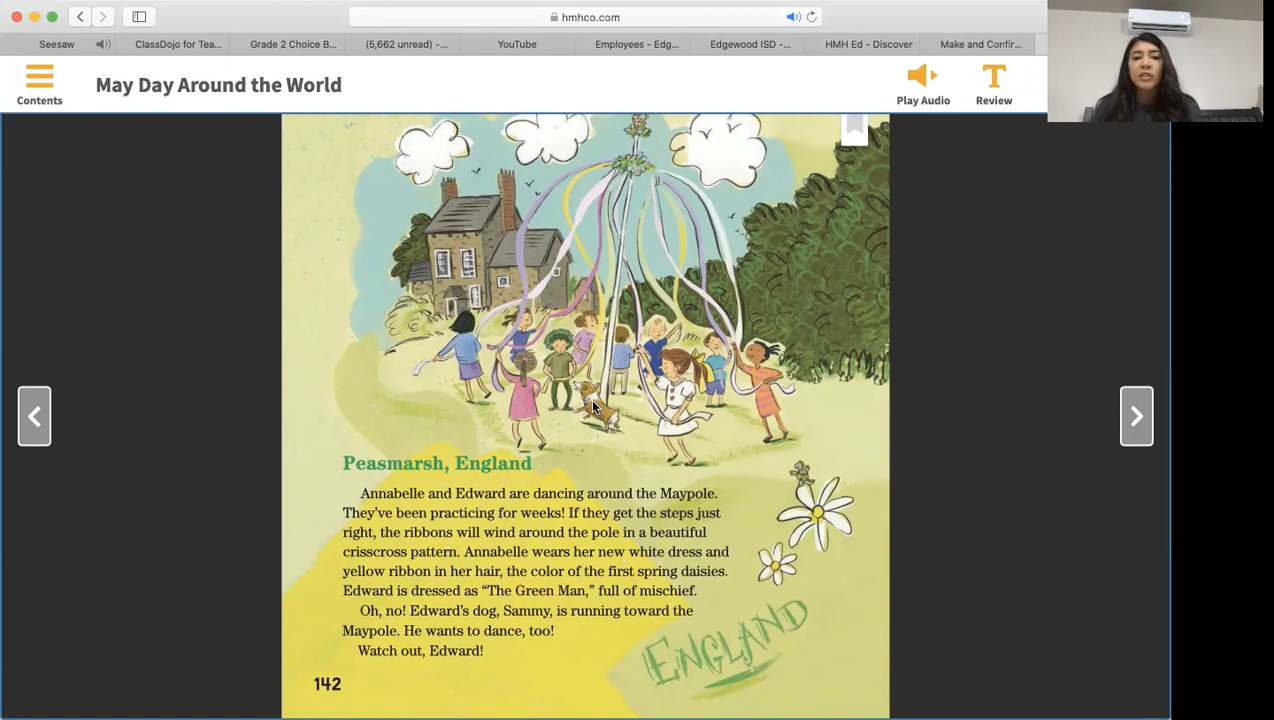 hmhco.com
Seesaw
ClassDojo for Tea...
Grade 2 Choice B...
(5,662 unread) -...
YouTube
Employees - Edg...
Edgewood ISD -...
HMH Ed - Discover
Make and Confir...
Contents
May Day Around the World
Play Audio
T
Review
Peasmarsh, England
Annabelle and Edward are dancing around the Maypole.
They've been practicing for weeks! If they get the steps just
right, the ribbons will wind around the pole in a beautiful
crisscross pattern. Annabelle wears her new white dress and
yellow ribbon in her hair, the color of the first spring daisies.
Edward is dressed as “The Green Man,” full of mischief.
Oh, no! Edward's dog, Sammy, is running toward the
Maypole. He wants to dance, too!
Watch out, Edward!
ENGLAND
142